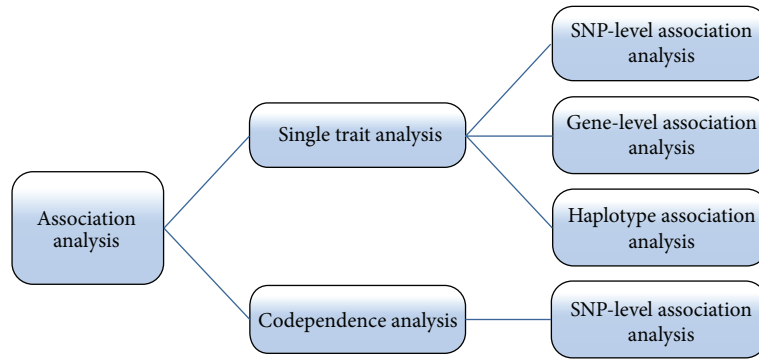 SNP-level association
analysis
Single trait analysis
Gene-level association
analysis
Association
analysis
Haplotype association
analysis
Codependence analysis
SNP-level association
analysis